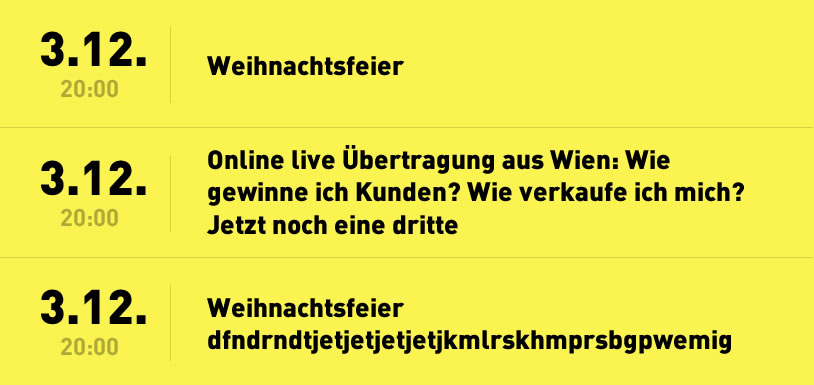 3.12.
20:00
Weihnachtsfeier
3.12.
20:00
Online live Übertragung aus Wien: Wie
gewinne ich Kunden? Wie verkaufe ich mich?
Jetzt noch eine dritte
3.12.
20:00
Weihnachtsfeier
dfndrndtjetjetjetjetjkmlrskhmprsbgpwemig